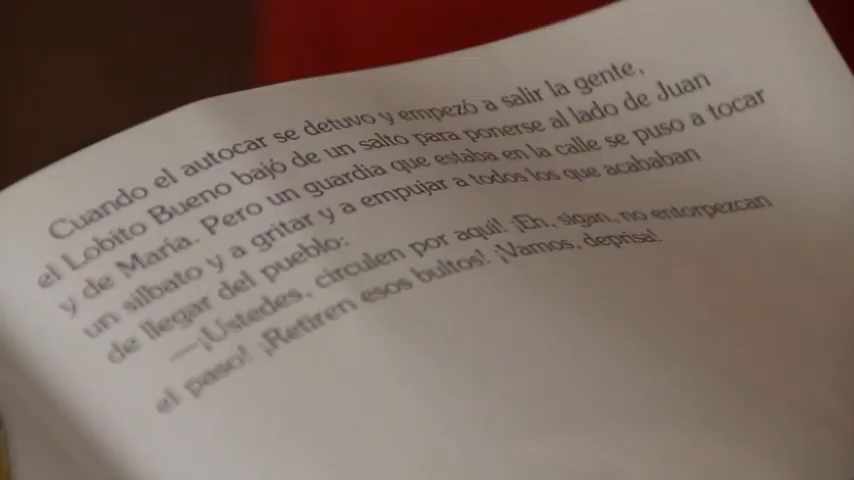 Cuando el autocar se detuvo y empezó a salir la gente,
el Lobito Bueno bajó de un salto para ponerse al lado de Juan
y de María. Pero un guardia que estaba en la calle se puso a tocar
un silbato y a gritar y a empujar a todos los que acababan
de llegar del pueblo:
—¡Ustedes, circulen por aquí! ¡Eh, sigan, no entorpezcan
el paso! ¡Retiren esos bultos! ¡Vamos, deprisa!